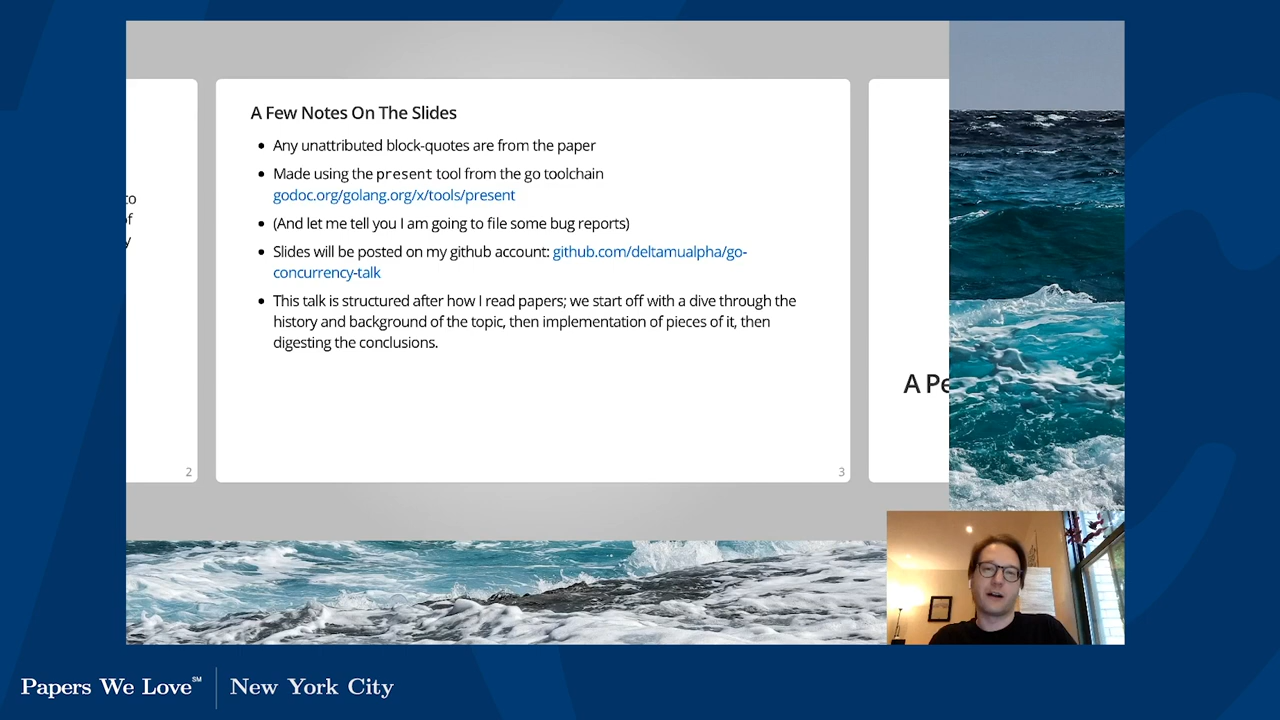 to
of
y
2
A Few Notes On The Slides
• Any unattributed block-quotes are from the paper
• Made using the present tool from the go toolchain
godoc.org/golang.org/x/tools/present
• (And let me tell you I am going to file some bug reports)
• Slides will be posted on my github account: github.com/deltamualpha/go-
concurrency-talk
• This talk is structured after how I read papers; we start off with a dive through the
history and background of the topic, then implementation of pieces of it, then
digesting the conclusions.
3
A Pe
Papers We Love℠ | New York City